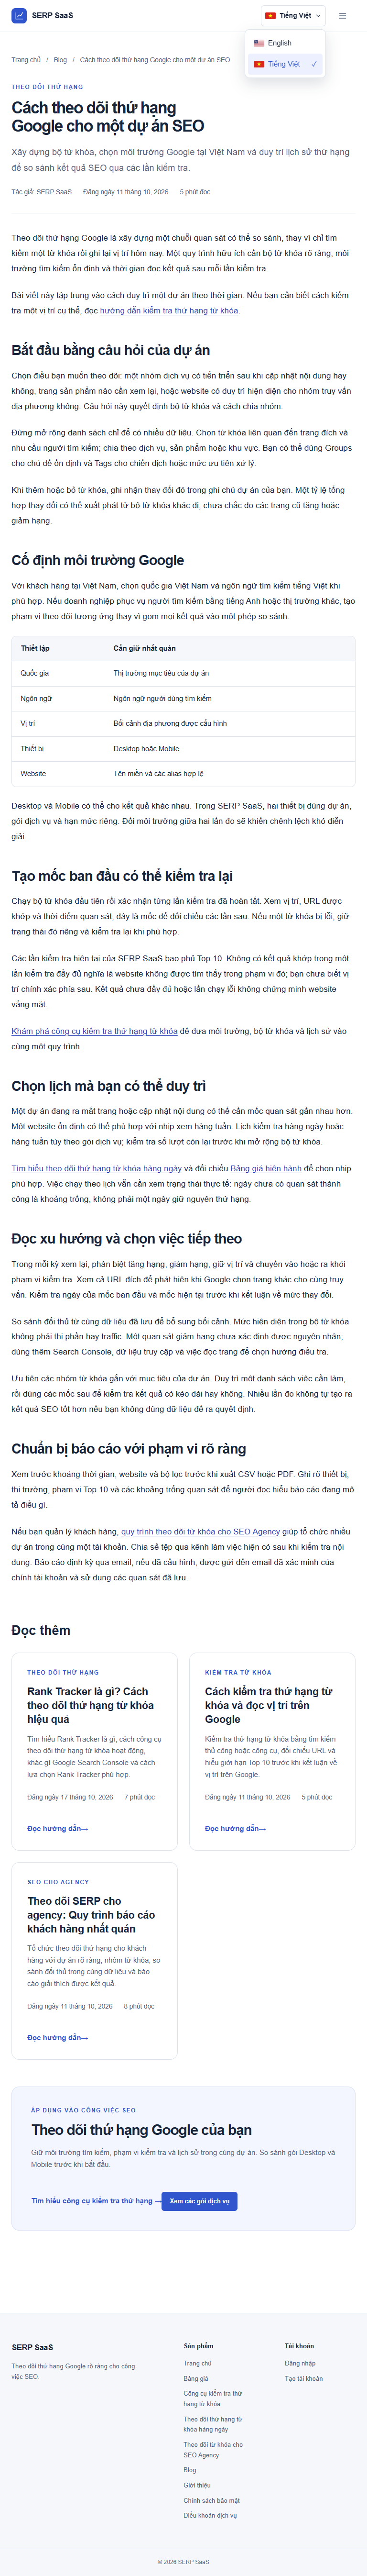 SERP SaaS
Tiếng Việt
English
Tiếng Việt ✓
Trang chủ / Blog / Cách theo dõi thứ hạng Google cho một dự án SEO
THEO DÕI THỨ HẠNG
Cách theo dõi thứ hạng
Google cho một dự án SEO
Xây dựng bộ từ khóa, chọn môi trường Google tại Việt Nam và duy trì lịch sử thứ hạng
để so sánh kết quả SEO qua các lần kiểm tra.
Tác giả: SERP SaaS Đăng ngày 11 tháng 10, 2026 5 phút đọc
Theo dõi thứ hạng Google là xây dựng một chuỗi quan sát có thể so sánh, thay vì chỉ tìm
kiếm một từ khóa rồi ghi lại vị trí hôm nay. Một quy trình hữu ích cần bộ từ khóa rõ ràng, môi
trường tìm kiếm ổn định và thời gian đọc kết quả sau mỗi lần kiểm tra.
Bài viết này tập trung vào cách duy trì một dự án theo thời gian. Nếu bạn cần biết cách kiểm
tra một vị trí cụ thể, đọc hướng dẫn kiểm tra thứ hạng từ khóa.
Bắt đầu bằng câu hỏi của dự án
Chọn điều bạn muốn theo dõi: một nhóm dịch vụ có tiến triển sau khi cập nhật nội dung hay
không, trang sản phẩm nào cần xem lại, hoặc website có duy trì hiện diện cho nhóm truy vấn
địa phương không. Câu hỏi này quyết định bộ từ khóa và cách chia nhóm.
Đừng mở rộng danh sách chỉ để có nhiều dữ liệu. Chọn từ khóa liên quan đến trang đích và
nhu cầu người tìm kiếm; chia theo dịch vụ, sản phẩm hoặc khu vực. Bạn có thể dùng Groups
cho chủ đề ổn định và Tags cho chiến dịch hoặc mức ưu tiên xử lý.
Khi thêm hoặc bỏ từ khóa, ghi nhận thay đổi đó trong ghi chú dự án của bạn. Một tỷ lệ tổng
hợp thay đổi có thể xuất phát từ bộ từ khóa khác đi, chưa chắc do các trang cũ tăng hoặc
giảm hạng.
Cố định môi trường Google
Với khách hàng tại Việt Nam, chọn quốc gia Việt Nam và ngôn ngữ tìm kiếm tiếng Việt khi
phù hợp. Nếu doanh nghiệp phục vụ người tìm kiếm bằng tiếng Anh hoặc thị trường khác, tạo
phạm vi theo dõi tương ứng thay vì gom mọi kết quả vào một phép so sánh.
Thiết lập Cần giữ nhất quán
Quốc gia Thị trường mục tiêu của dự án
Ngôn ngữ Ngôn ngữ người dùng tìm kiếm
Vị trí Bối cảnh địa phương được cấu hình
Thiết bị Desktop hoặc Mobile
Website Tên miền và các alias hợp lệ
Desktop và Mobile có thể cho kết quả khác nhau. Trong SERP SaaS, hai thiết bị dùng dự án,
gói dịch vụ và hạn mức riêng. Đổi môi trường giữa hai lần đo sẽ khiến chênh lệch khó diễn
giải.
Tạo mốc ban đầu có thể kiểm tra lại
Chạy bộ từ khóa đầu tiên rồi xác nhận từng lần kiểm tra đã hoàn tất. Xem vị trí, URL được
khớp và thời điểm quan sát; đây là mốc để đối chiếu các lần sau. Nếu một từ khóa bị lỗi, giữ
trạng thái đó riêng và kiểm tra lại khi phù hợp.
Các lần kiểm tra hiện tại của SERP SaaS bao phủ Top 10. Không có kết quả khớp trong một
lần kiểm tra đầy đủ nghĩa là website không được tìm thấy trong phạm vi đó; bạn chưa biết vị
trí chính xác phía sau. Kết quả chưa đầy đủ hoặc lần chạy lỗi không chứng minh website
vắng mặt.
Khám phá công cụ kiểm tra thứ hạng từ khóa để đưa môi trường, bộ từ khóa và lịch sử vào
cùng một quy trình.
Chọn lịch mà bạn có thể duy trì
Một dự án đang ra mắt trang hoặc cập nhật nội dung có thể cần mốc quan sát gần nhau hơn.
Một website ổn định có thể phù hợp với nhịp xem hàng tuần. Lịch kiểm tra hàng ngày hoặc
hàng tuần tùy theo gói dịch vụ; kiểm tra số lượt còn lại trước khi mở rộng bộ từ khóa.
Tìm hiểu theo dõi thứ hạng từ khóa hàng ngày và đối chiếu Bảng giá hiện hành để chọn nhịp
phù hợp. Việc chạy theo lịch vẫn cần xem trạng thái thực tế: ngày chưa có quan sát thành
công là khoảng trống, không phải một ngày giữ nguyên thứ hạng.
Đọc xu hướng và chọn việc tiếp theo
Trong mỗi kỳ xem lại, phân biệt tăng hạng, giảm hạng, giữ vị trí và chuyển vào hoặc ra khỏi
phạm vi kiểm tra. Xem cả URL đích để phát hiện khi Google chọn trang khác cho cùng truy
vấn. Kiểm tra ngày của mốc ban đầu và mốc hiện tại trước khi kết luận về mức thay đổi.
So sánh đối thủ từ cùng dữ liệu đã lưu để bổ sung bối cảnh. Mức hiện diện trong bộ từ khóa
không phải thị phần hay traffic. Một quan sát giảm hạng chưa xác định được nguyên nhân;
dùng thêm Search Console, dữ liệu truy cập và việc đọc trang để chọn hướng điều tra.
Ưu tiên các nhóm từ khóa gắn với mục tiêu của dự án. Duy trì một danh sách việc cần làm,
rồi dùng các mốc sau để kiểm tra kết quả có kéo dài hay không. Nhiều lần đo không tự tạo ra
kết quả SEO tốt hơn nếu bạn không dùng dữ liệu để ra quyết định.
Chuẩn bị báo cáo với phạm vi rõ ràng
Xem trước khoảng thời gian, website và bộ lọc trước khi xuất CSV hoặc PDF. Ghi rõ thiết bị,
thị trường, phạm vi Top 10 và các khoảng trống quan sát để người đọc hiểu báo cáo đang mô
tả điều gì.
Nếu bạn quản lý khách hàng, quy trình theo dõi từ khóa cho SEO Agency giúp tổ chức nhiều
dự án trong cùng một tài khoản. Chia sẻ tệp qua kênh làm việc hiện có sau khi kiểm tra nội
dung. Báo cáo định kỳ qua email, nếu đã cấu hình, được gửi đến email đã xác minh của
chính tài khoản và sử dụng các quan sát đã lưu.
Đọc thêm
THEO DÕI THỨ HẠNG
Rank Tracker là gì? Cách
theo dõi thứ hạng từ khóa
hiệu quả
Tìm hiểu Rank Tracker là gì, cách công cụ
theo dõi thứ hạng từ khóa hoạt động,
khác gì Google Search Console và cách
lựa chọn Rank Tracker phù hợp.
Đăng ngày 17 tháng 10, 2026 7 phút đọc
Đọc hướng dẫn→
KIỂM TRA TỪ KHÓA
Cách kiểm tra thứ hạng từ
khóa và đọc vị trí trên
Google
Kiểm tra thứ hạng từ khóa bằng tìm kiếm
thủ công hoặc công cụ, đối chiếu URL và
hiểu giới hạn Top 10 trước khi kết luận về
vị trí trên Google.
Đăng ngày 11 tháng 10, 2026 5 phút đọc
Đọc hướng dẫn→
SEO CHO AGENCY
Theo dõi SERP cho
agency: Quy trình báo cáo
khách hàng nhất quán
Tổ chức theo dõi thứ hạng cho khách
hàng với dự án rõ ràng, nhóm từ khóa, so
sánh đối thủ trong cùng dữ liệu và báo
cáo giải thích được kết quả.
Đăng ngày 11 tháng 10, 2026 8 phút đọc
Đọc hướng dẫn→
ÁP DỤNG VÀO CÔNG VIỆC SEO
Theo dõi thứ hạng Google của bạn
Giữ môi trường tìm kiếm, phạm vi kiểm tra và lịch sử trong cùng dự án. So sánh gói Desktop và
Mobile trước khi bắt đầu.
Tìm hiểu công cụ kiểm tra thứ hạng → Xem các gói dịch vụ
SERP SaaS
Theo dõi thứ hạng Google rõ ràng cho công
việc SEO.
Sản phẩm
Trang chủ
Bảng giá
Công cụ kiểm tra thứ
hạng từ khóa
Theo dõi thứ hạng từ
khóa hàng ngày
Theo dõi từ khóa cho
SEO Agency
Blog
Giới thiệu
Chính sách bảo mật
Điều khoản dịch vụ
Tài khoản
Đăng nhập
Tạo tài khoản
© 2026 SERP SaaS